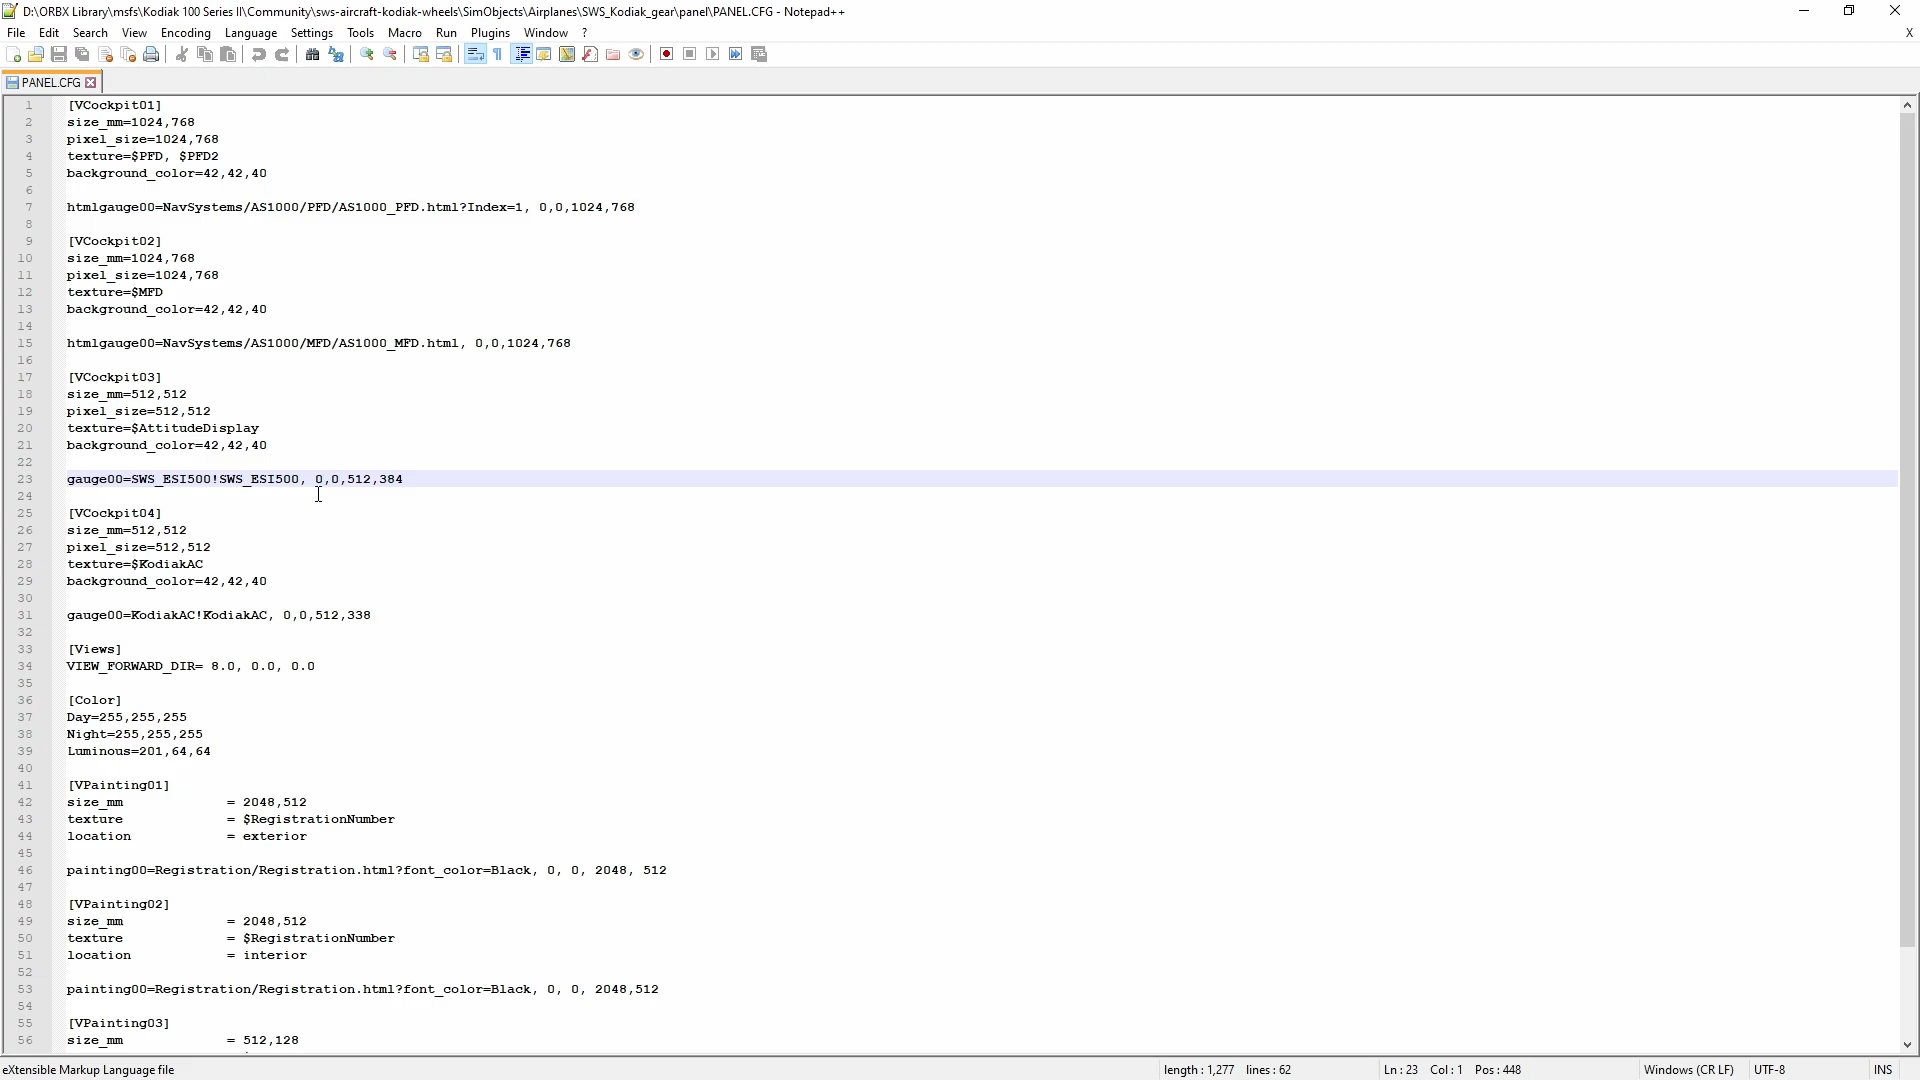 D:\ORBX Library\msfs\Kodiak 100 Series II\Community\sws-aircraft-kodiak-wheels\SimObjects\Airplanes\SWS_Kodiak_gear\panel\PANEL.CFG - Notepad++
File Edit Search View Encoding Language Settings Tools Macro Run Plugins Window ? X
PANEL.CFG
1 [VCockpit01]
2 size_mm=1024,768
3 pixel_size=1024,768
4 texture=$PFD, $PFD2
5 background_color=42,42,40
6
7 htmlgauge00=NavSystems/AS1000/PFD/AS1000_PFD.html?Index=1, 0,0,1024,768
8
9 [VCockpit02]
10 size_mm=1024,768
11 pixel_size=1024,768
12 texture=$MFD
13 background_color=42,42,40
14
15 htmlgauge00=NavSystems/AS1000/MFD/AS1000_MFD.html, 0,0,1024,768
16
17 [VCockpit03]
18 size_mm=512,512
19 pixel_size=512,512
20 texture=$AttitudeDisplay
21 background_color=42,42,40
22
23 gauge00=SWS_ESI500!SWS_ESI500, 0,0,512,384
24
25 [VCockpit04]
26 size_mm=512,512
27 pixel_size=512,512
28 texture=$KodiakAC
29 background_color=42,42,40
30
31 gauge00=KodiakAC!KodiakAC, 0,0,512,338
32
33 [Views]
34 VIEW_FORWARD_DIR= 8.0, 0.0, 0.0
35
36 [Color]
37 Day=255,255,255
38 Night=255,255,255
39 Luminous=201,64,64
40
41 [VPainting01]
42 size_mm = 2048,512
43 texture = $RegistrationNumber
44 location = exterior
45
46 painting00=Registration/Registration.html?font_color=Black, 0, 0, 2048, 512
47
48 [VPainting02]
49 size_mm = 2048,512
50 texture = $RegistrationNumber
51 location = interior
52
53 painting00=Registration/Registration.html?font_color=Black, 0, 0, 2048,512
54
55 [VPainting03]
56 size_mm = 512,128
eXtensible Markup Language file length : 1,277 lines : 62 Ln : 23 Col : 1 Pos : 448 Windows (CR LF) UTF-8 INS